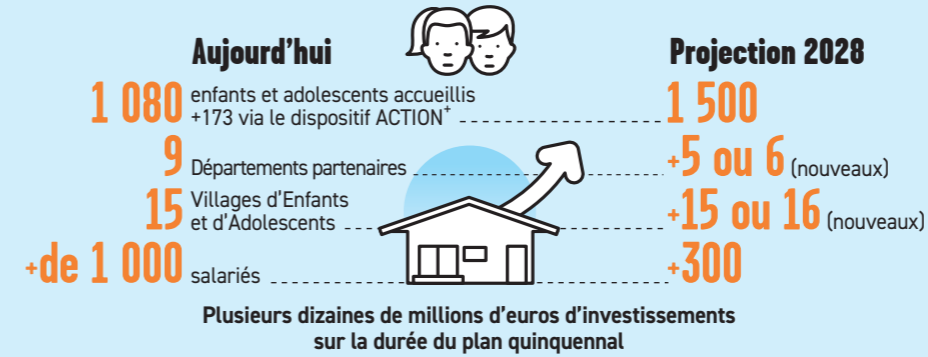 Aujourd'hui
Projection 2028
1 080 enfants et adolescents accueillis
+173 via le dispositif ACTION+
1 500
9 Départements partenaires
+5 ou 6 (nouveaux)
15 Villages d'Enfants
et d'Adolescents
+15 ou 16 (nouveaux)
+de 1 000 salariés
+300
Plusieurs dizaines de millions d'euros d'investissements
sur la durée du plan quinquennal